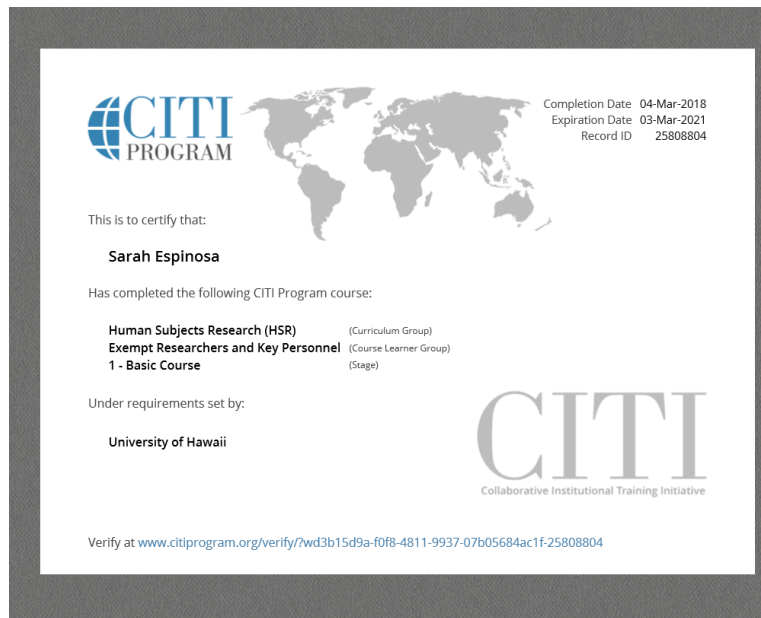 CITI
PROGRAM
Completion Date 04-Mar-2018
Expiration Date 03-Mar-2021
Record ID 25808804
This is to certify that:
Sarah Espinosa
Has completed the following CITI Program course:
Human Subjects Research (HSR) (Curriculum Group)
Exempt Researchers and Key Personnel (Course Learner Group)
1 - Basic Course (Stage)
Under requirements set by:
University of Hawaii
CITI
Collaborative Institutional Training Initiative
Verify at www.citiprogram.org/verify/?wd3b15d9a-f0f8-4811-9937-07b05684ac1f-25808804